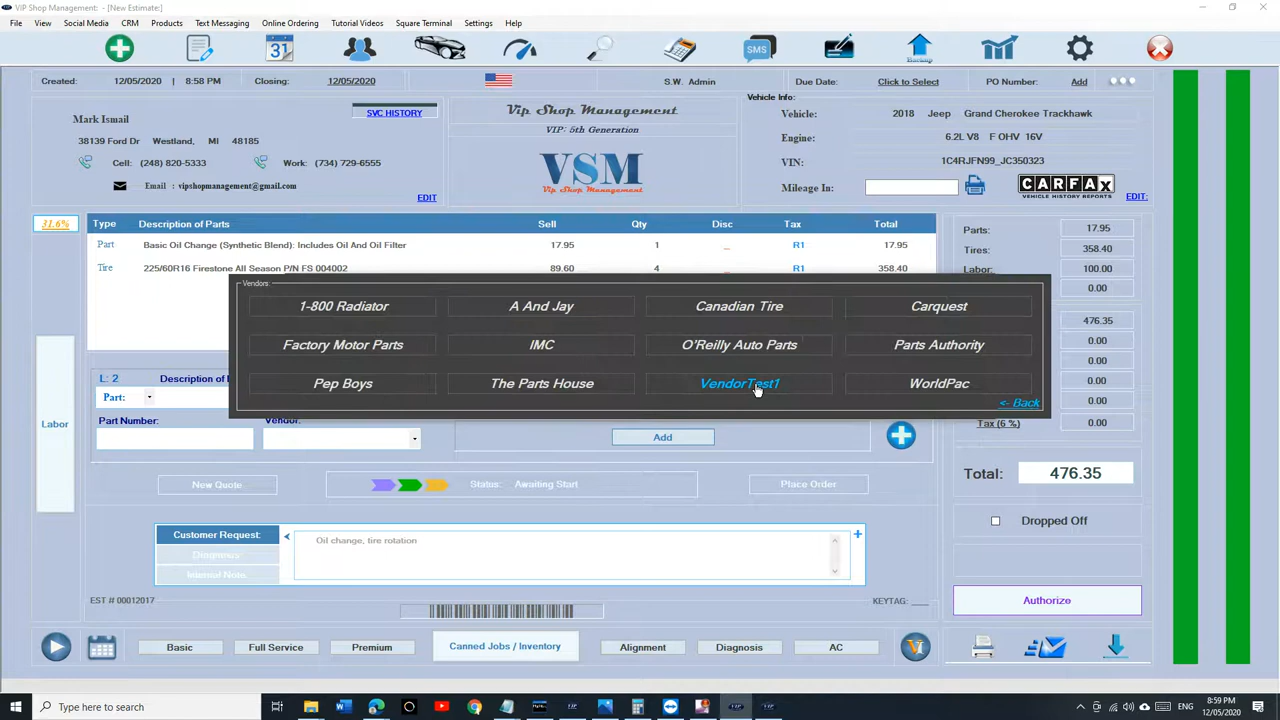 VIP Shop Management: - [New Estimate:]
File View Social Media CRM Products Text Messaging Online Ordering Tutorial Videos Square Terminal Settings Help
31 SMS Backup
Created: 12/05/2020 | 8:58 PM Closing: 12/05/2020 S.W. Admin Due Date: Click to Select PO Number: Add
Mark Ismail
SVC HISTORY
38139 Ford Dr Westland, MI 48185
Cell: (248) 820-5333 Work: (734) 729-6555
Email : vipshopmanagement@gmail.com
EDIT
Vip Shop Management
VIP: 5th Generation
VSM
Vip Shop Management
Vehicle Info:
Vehicle: 2018 Jeep Grand Cherokee Trackhawk
Engine: 6.2L V8 F OHV 16V
VIN: 1C4RJFN99_JC350323
Mileage In: CARFAX
VEHICLE HISTORY REPORTS
EDIT:
31.6%
Type Description of Parts Sell Qty Disc Tax Total
Part Basic Oil Change (Synthetic Blend): Includes Oil And Oil Filter 17.95 1 _ R1 17.95
Tire 225/60R16 Firestone All Season P/N FS 004002 89.60 4 _ R1 358.40
Parts: 17.95
Tires: 358.40
Labor: 100.00
0.00
476.35
0.00
0.00
0.00
0.00
Tax (6 %) 0.00
Total: 476.35
Vendors:
1-800 Radiator A And Jay Canadian Tire Carquest
Factory Motor Parts IMC O'Reilly Auto Parts Parts Authority
Pep Boys The Parts House VendorTest1 WorldPac
<- Back
Labor
L: 2 Description of
Part:
Part Number: Vendor:
Add
New Quote Status: Awaiting Start Place Order
Customer Request: < Oil change, tire rotation +
Diagnosis:
Internal Note:
Dropped Off
Authorize
EST # 00012017 KEYTAG: ___
Basic Full Service Premium Canned Jobs / Inventory Alignment Diagnosis AC
Type here to search
ENG
8:59 PM
12/05/2020